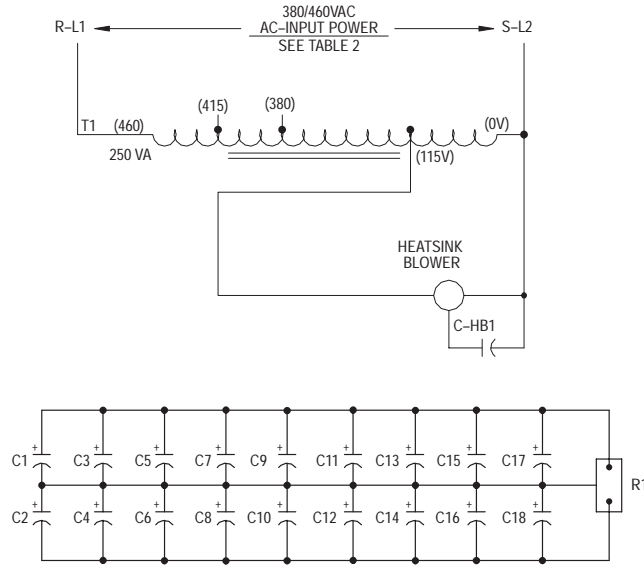 380/460VAC
R–L1 AC–INPUT POWER S–L2
SEE TABLE 2
(415) (380)
T1 (460) (0V)
250 VA (115V)
HEATSINK
BLOWER
C–HB1
+ + + + + + + + +
C1 C3 C5 C7 C9 C11 C13 C15 C17
R1
+ + + + + + + + +
C2 C4 C6 C8 C10 C12 C14 C16 C18